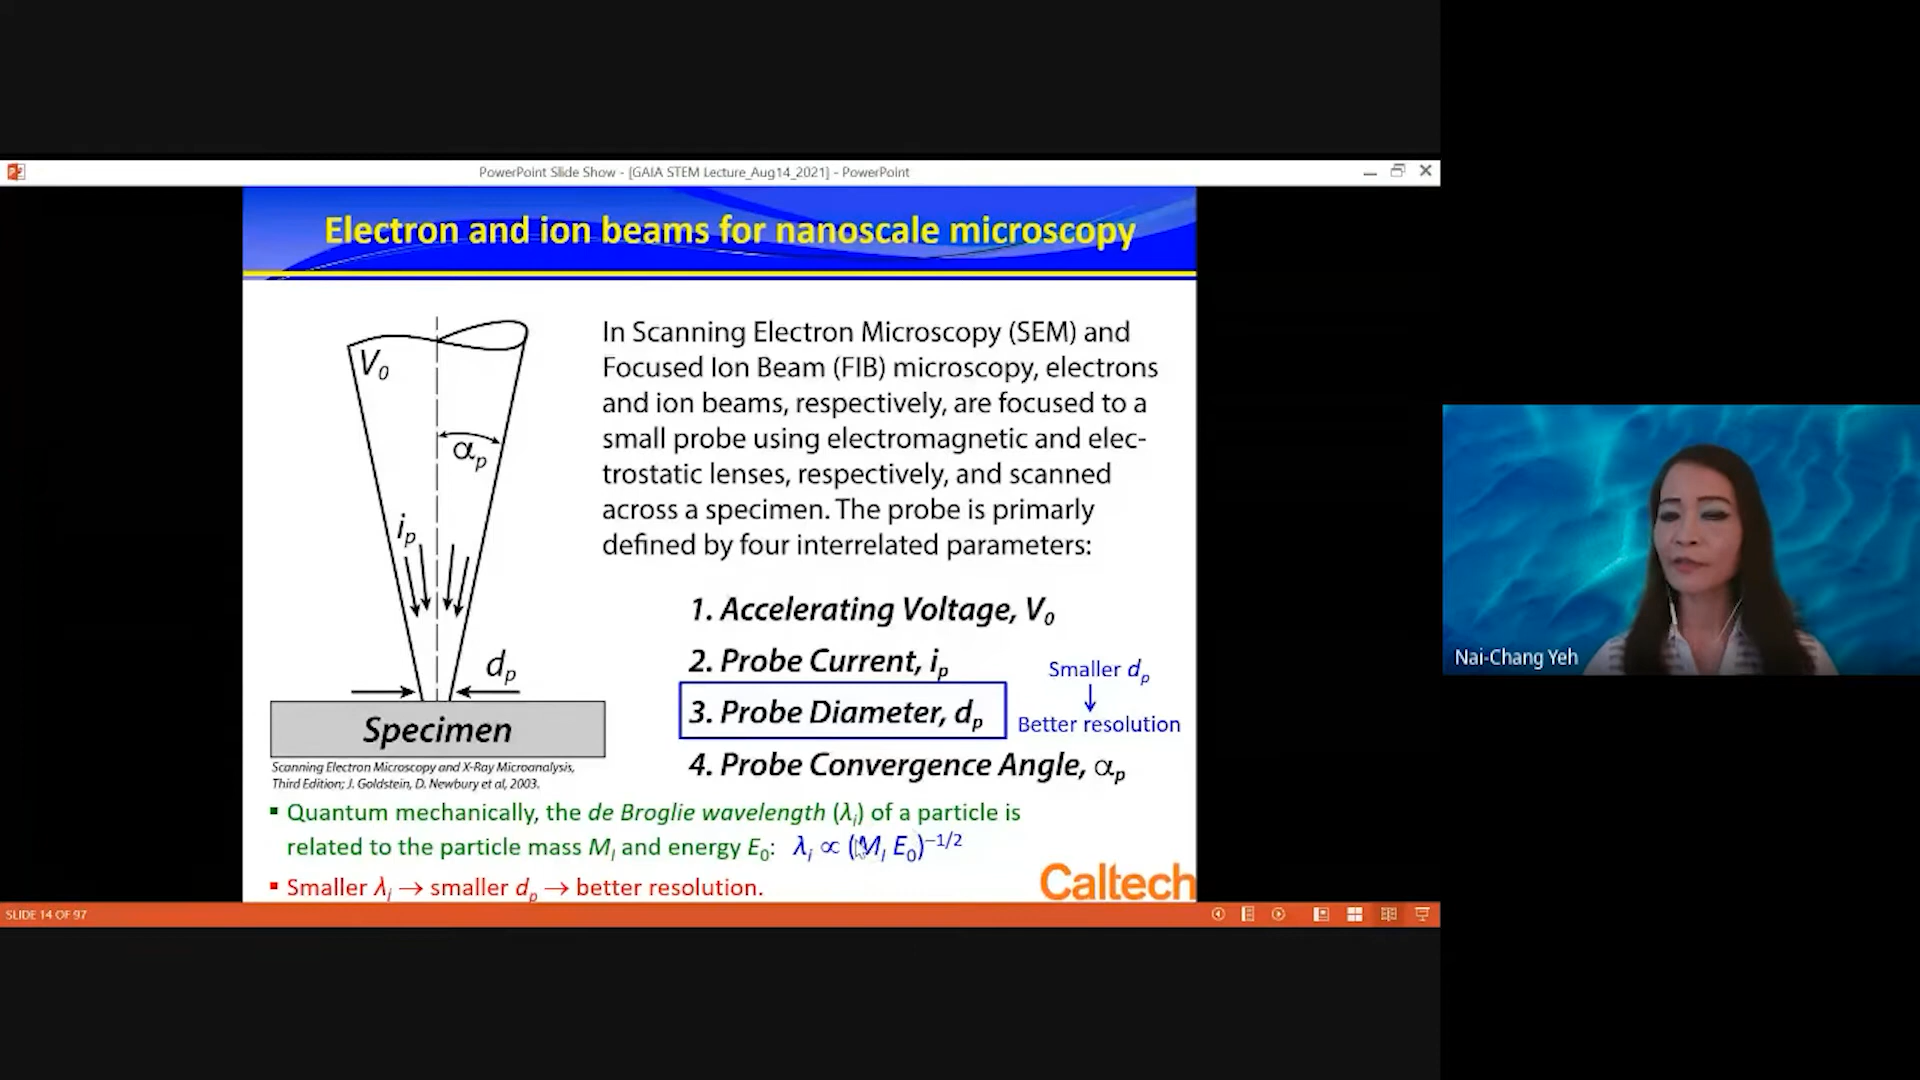 PowerPoint Slide Show - [GAIA STEM Lecture_Aug14_2021] - PowerPoint
Electron and ion beams for nanoscale microscopy
V₀
αₚ
iₚ
dₚ
Specimen
Scanning Electron Microscopy and X-Ray Microanalysis,
Third Edition; J. Goldstein, D. Newbury et al, 2003.
In Scanning Electron Microscopy (SEM) and
Focused Ion Beam (FIB) microscopy, electrons
and ion beams, respectively, are focused to a
small probe using electromagnetic and elec-
trostatic lenses, respectively, and scanned
across a specimen. The probe is primarily
defined by four interrelated parameters:
1. Accelerating Voltage, V₀
2. Probe Current, iₚ
3. Probe Diameter, dₚ
4. Probe Convergence Angle, αₚ
Smaller dₚ
↓
Better resolution
▪ Quantum mechanically, the de Broglie wavelength (λᵢ) of a particle is
related to the particle mass Mᵢ and energy E₀: λᵢ ∝ (Mᵢ E₀)⁻¹/²
▪ Smaller λᵢ → smaller dₚ → better resolution.
Caltech
SLIDE 14 OF 97
Nai-Chang Yeh